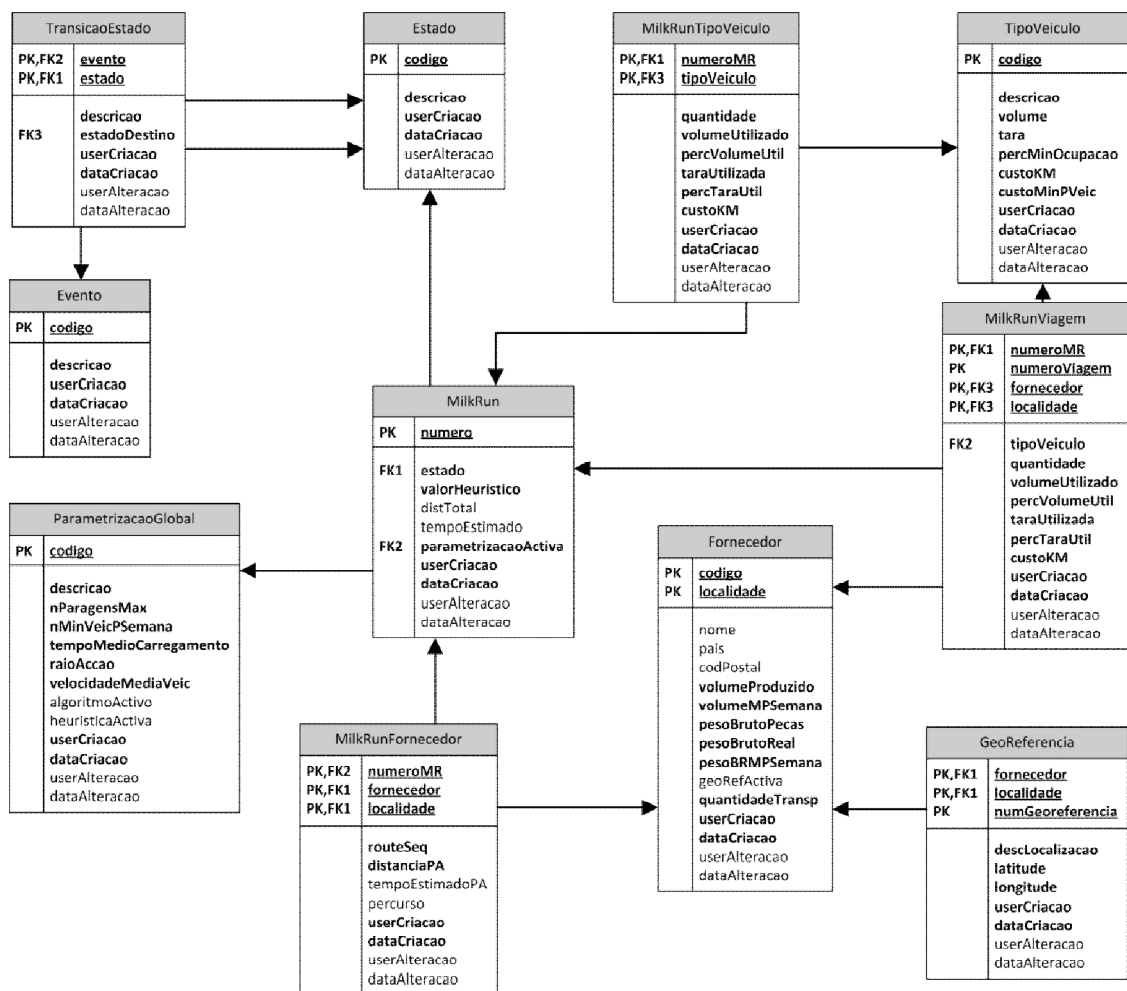 TransicaoEstado
PK,FK2 evento
PK,FK1 estado
descricao
FK3 estadoDestino
userCriacao
dataCriacao
userAlteracao
dataAlteracao
Estado
PK codigo
descricao
userCriacao
dataCriacao
userAlteracao
dataAlteracao
MilkRunTipoVeiculo
PK,FK1 numeroMR
PK,FK3 tipoVeiculo
quantidade
volumeUtilizado
percVolumeUtil
taraUtilizada
percTaraUtil
custoKM
userCriacao
dataCriacao
userAlteracao
dataAlteracao
TipoVeiculo
PK codigo
descricao
volume
tara
percMinOcupacao
custoKM
custoMinPVeic
userCriacao
dataCriacao
userAlteracao
dataAlteracao
Evento
PK codigo
descricao
userCriacao
dataCriacao
userAlteracao
dataAlteracao
MilkRun
PK numero
FK1 estado
valorHeuristico
distTotal
tempoEstimado
FK2 parametrizacaoActiva
userCriacao
dataCriacao
userAlteracao
dataAlteracao
MilkRunViagem
PK,FK1 numeroMR
PK numeroViagem
PK,FK3 fornecedor
PK,FK3 localidade
FK2 tipoVeiculo
quantidade
volumeUtilizado
percVolumeUtil
taraUtilizada
percTaraUtil
custoKM
userCriacao
dataCriacao
userAlteracao
dataAlteracao
ParametrizacaoGlobal
PK codigo
descricao
nParagensMax
nMinVeicPSemana
tempoMedioCarregamento
raioAccao
velocidadeMediaVeic
algoritmoActivo
heuristicaActiva
userCriacao
dataCriacao
userAlteracao
dataAlteracao
Fornecedor
PK codigo
PK localidade
nome
pais
codPostal
volumeProduzido
volumeMPSemana
pesoBrutoPecas
pesoBrutoReal
pesoBRMPSemana
geoRefActiva
quantidadeTransp
userCriacao
dataCriacao
userAlteracao
dataAlteracao
MilkRunFornecedor
PK,FK2 numeroMR
PK,FK1 fornecedor
PK,FK1 localidade
routeSeq
distanciaPA
tempoEstimadoPA
percurso
userCriacao
dataCriacao
userAlteracao
dataAlteracao
GeoReferencia
PK,FK1 fornecedor
PK,FK1 localidade
PK numGeoreferencia
descLocalizacao
latitude
longitude
userCriacao
dataCriacao
userAlteracao
dataAlteracao